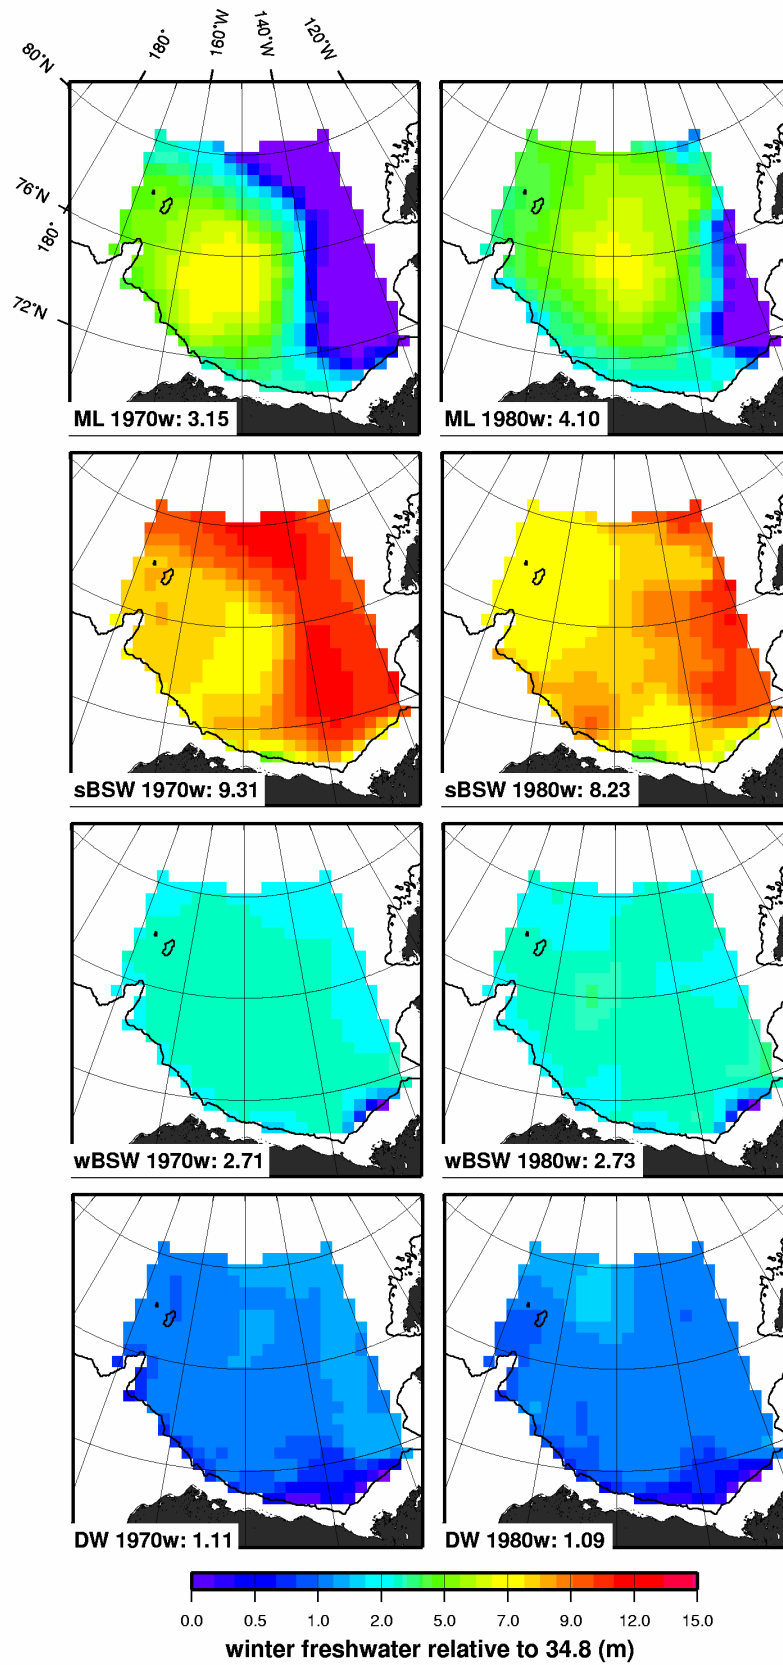 180° 160°W 140°W 120°W
80°N
76°N
180°
72°N
ML 1970w: 3.15 ML 1980w: 4.10
sBSW 1970w: 9.31 sBSW 1980w: 8.23
wBSW 1970w: 2.71 wBSW 1980w: 2.73
DW 1970w: 1.11 DW 1980w: 1.09
0.0 0.5 1.0 2.0 5.0 7.0 9.0 12.0 15.0
winter freshwater relative to 34.8 (m)